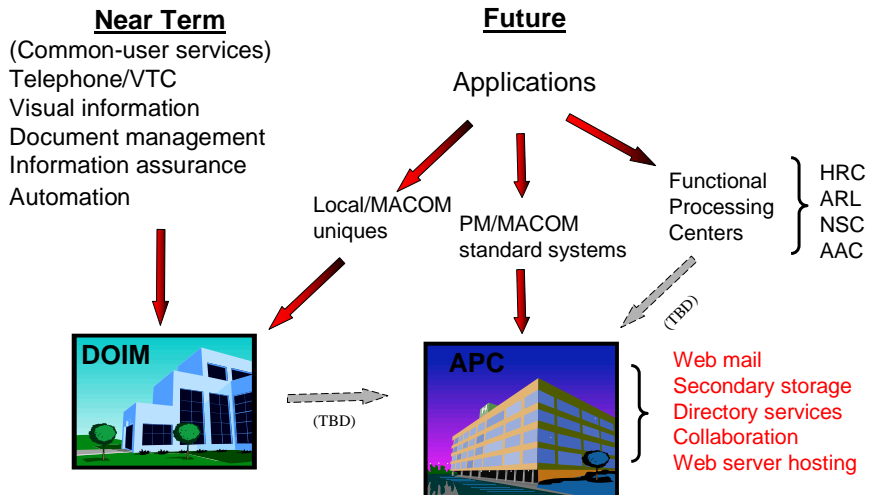 Near Term
(Common-user services)
Telephone/VTC
Visual information
Document management
Information assurance
Automation
Future
Applications
Local/MACOM
uniques
PM/MACOM
standard systems
Functional
Processing
Centers
HRC
ARL
NSC
AAC
(TBD)
DOIM
(TBD)
APC
Web mail
Secondary storage
Directory services
Collaboration
Web server hosting